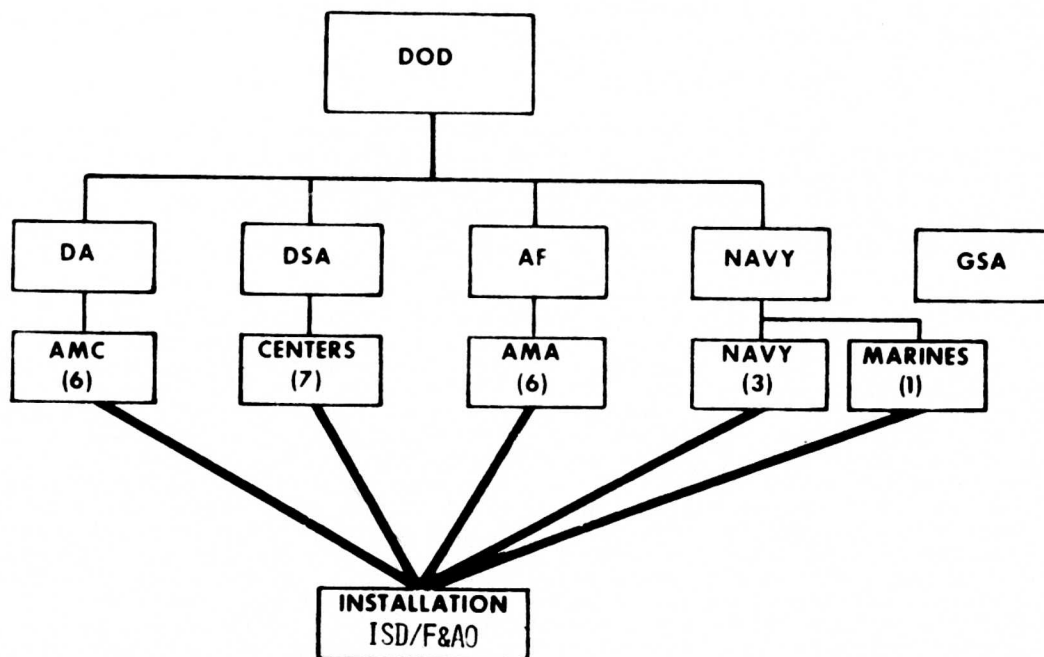 DOD
DA
DSA
AF
NAVY
GSA
AMC
(6)
CENTERS
(7)
AMA
(6)
NAVY
(3)
MARINES
(1)
INSTALLATION
ISD/F&AO